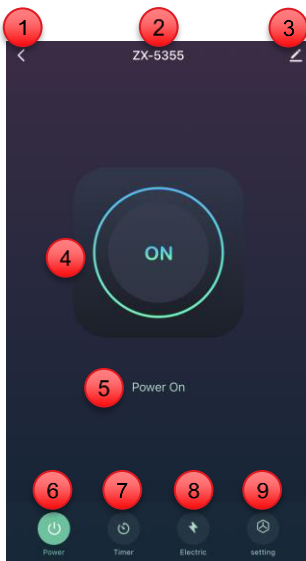 1 2 3
ZX-5355
4 ON
5 Power On
6 7 8 9
Power Timer Electric setting